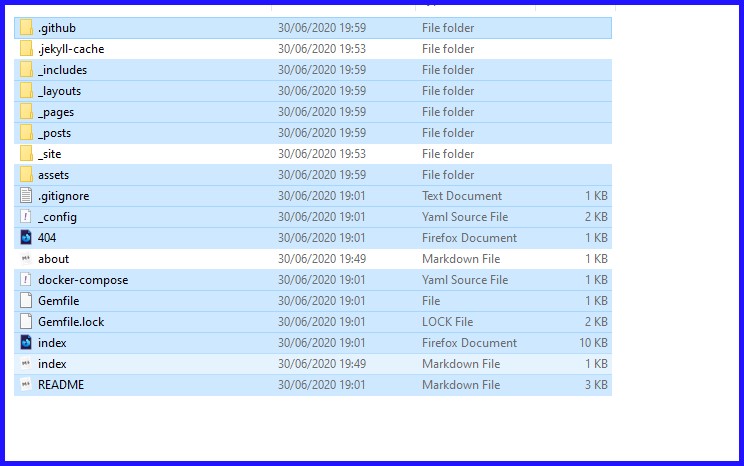 .github 30/06/2020 19:59 File folder
.jekyll-cache 30/06/2020 19:53 File folder
_includes 30/06/2020 19:59 File folder
_layouts 30/06/2020 19:59 File folder
_pages 30/06/2020 19:59 File folder
_posts 30/06/2020 19:59 File folder
_site 30/06/2020 19:53 File folder
assets 30/06/2020 19:59 File folder
.gitignore 30/06/2020 19:01 Text Document 1 KB
_config 30/06/2020 19:01 Yaml Source File 2 KB
404 30/06/2020 19:01 Firefox Document 1 KB
about 30/06/2020 19:49 Markdown File 1 KB
docker-compose 30/06/2020 19:01 Yaml Source File 1 KB
Gemfile 30/06/2020 19:01 File 1 KB
Gemfile.lock 30/06/2020 19:01 LOCK File 2 KB
index 30/06/2020 19:01 Firefox Document 10 KB
index 30/06/2020 19:49 Markdown File 1 KB
README 30/06/2020 19:01 Markdown File 3 KB